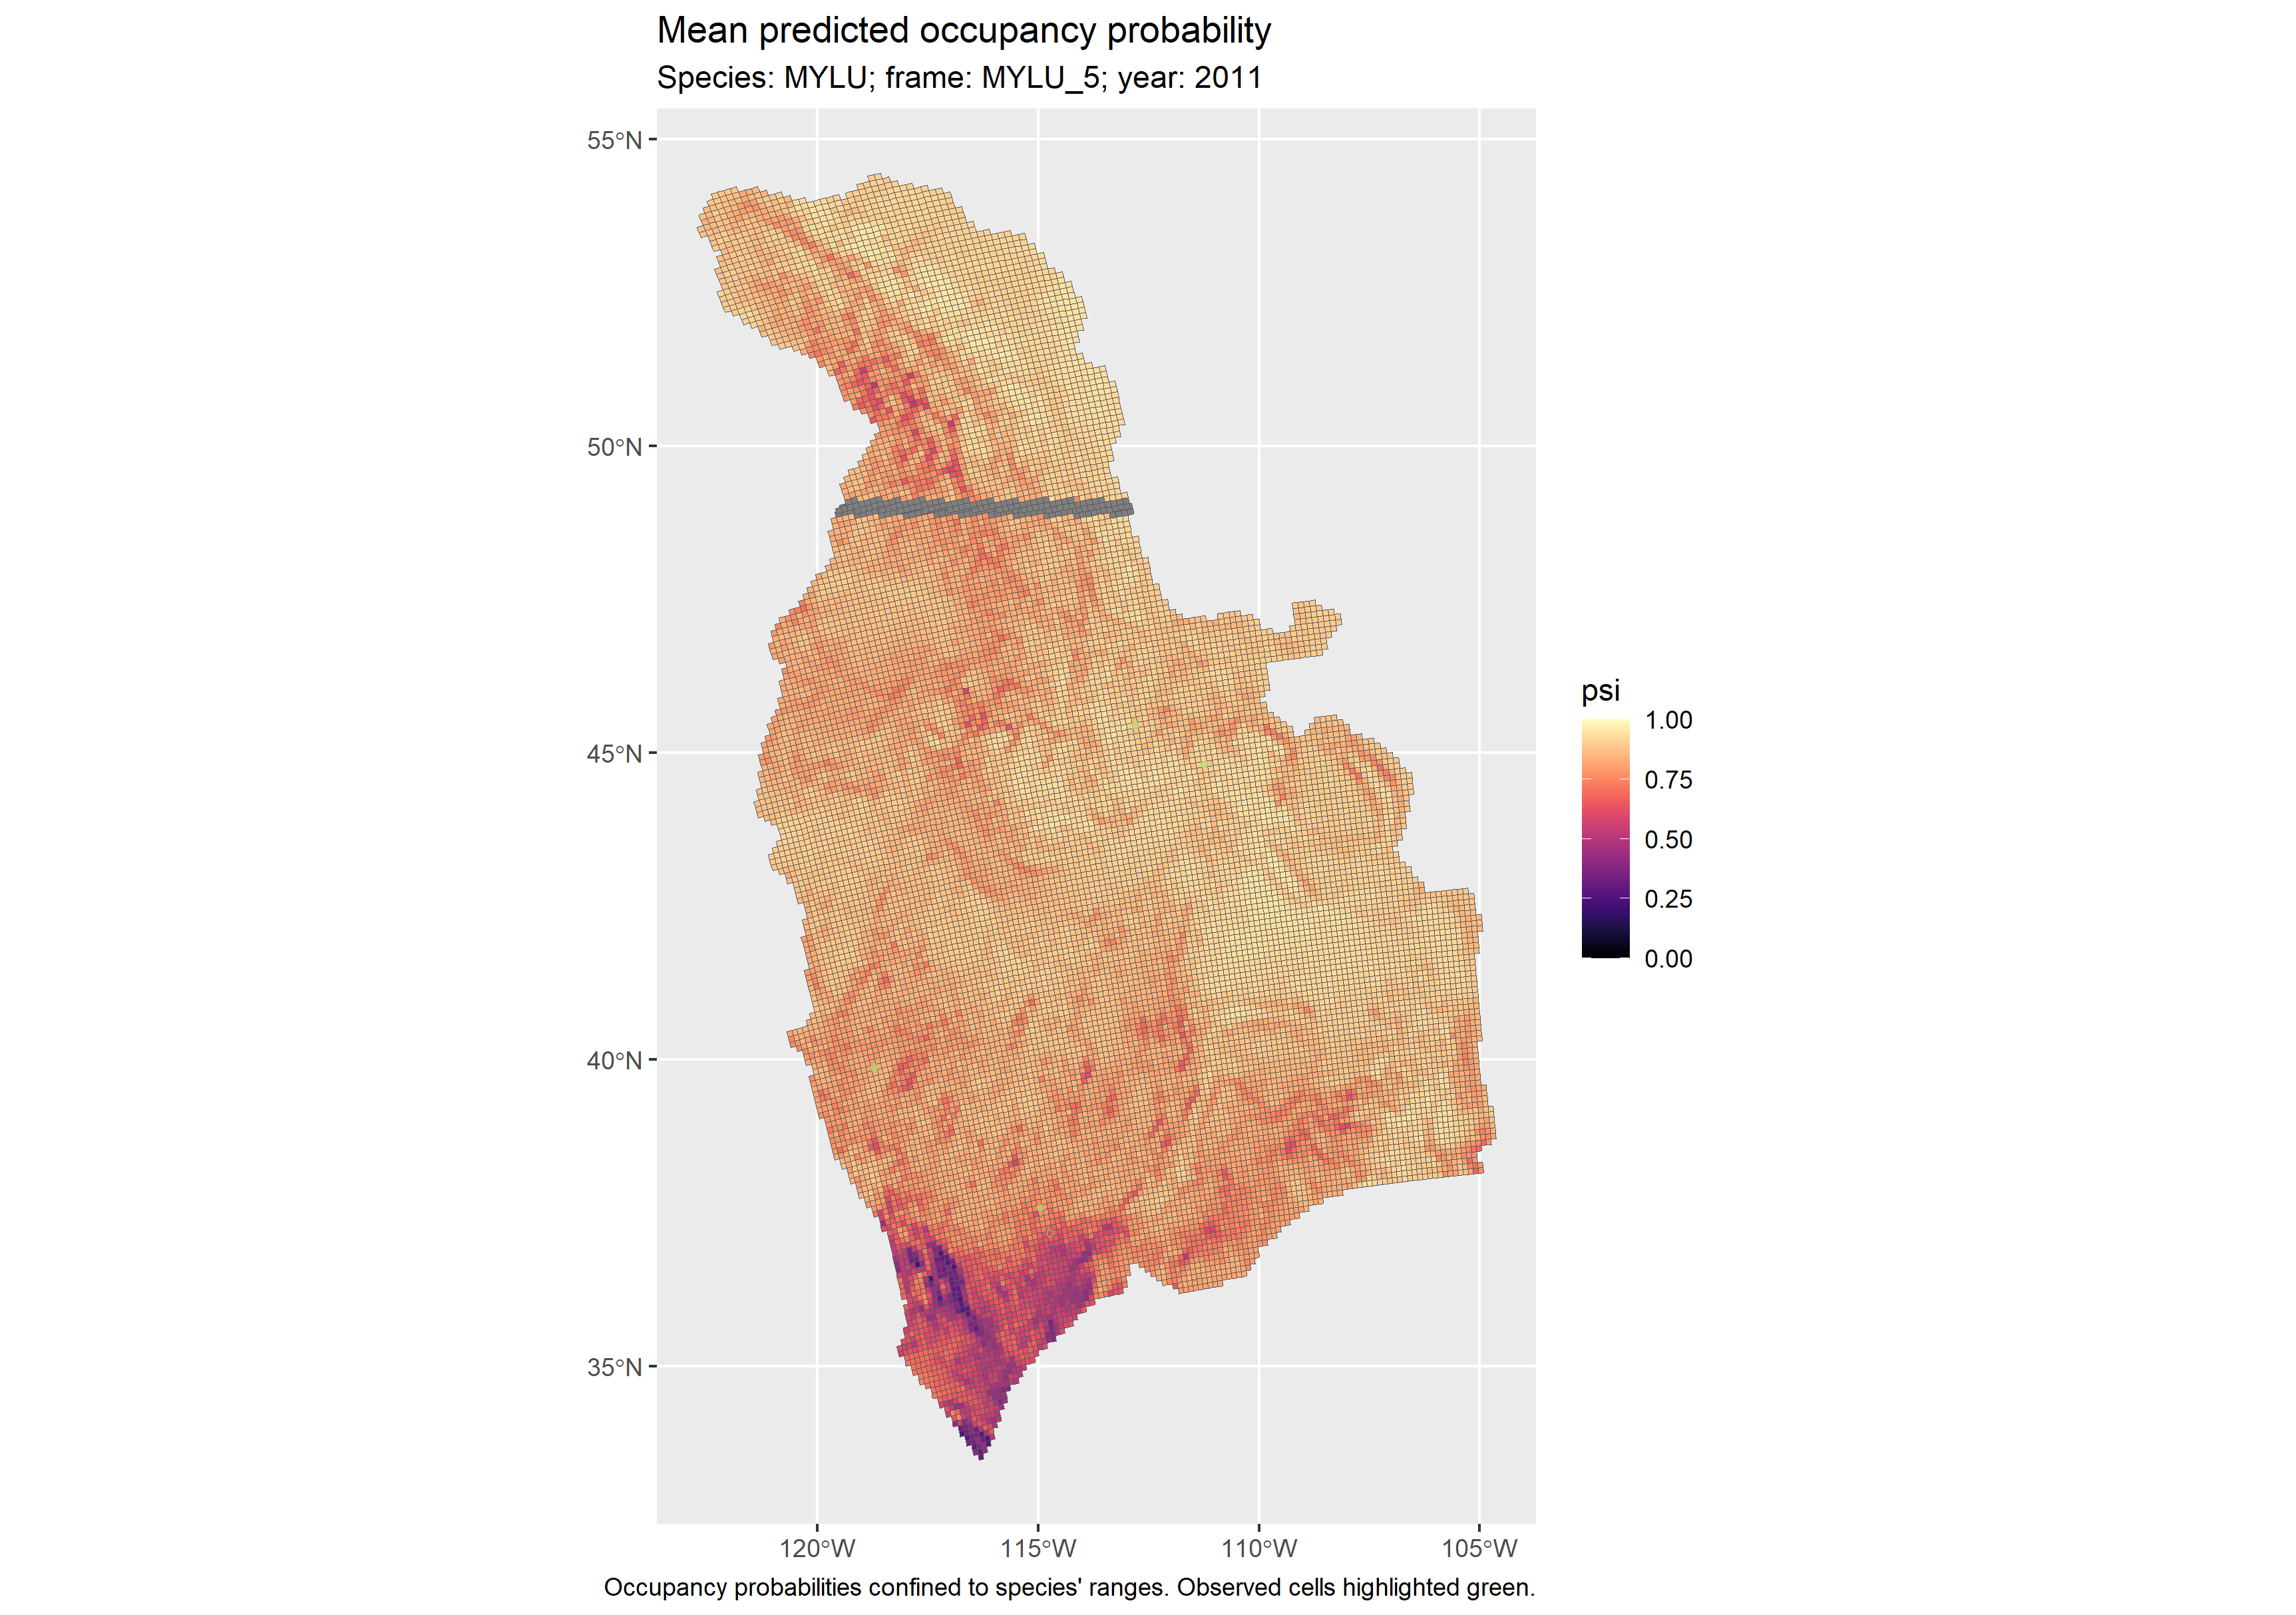 Mean predicted occupancy probability
Species: MYLU; frame: MYLU_5; year: 2011
55°N
50°N
45°N
40°N
35°N
120°W
115°W
110°W
105°W
psi
1.00
0.75
0.50
0.25
0.00
Occupancy probabilities confined to species' ranges. Observed cells highlighted green.